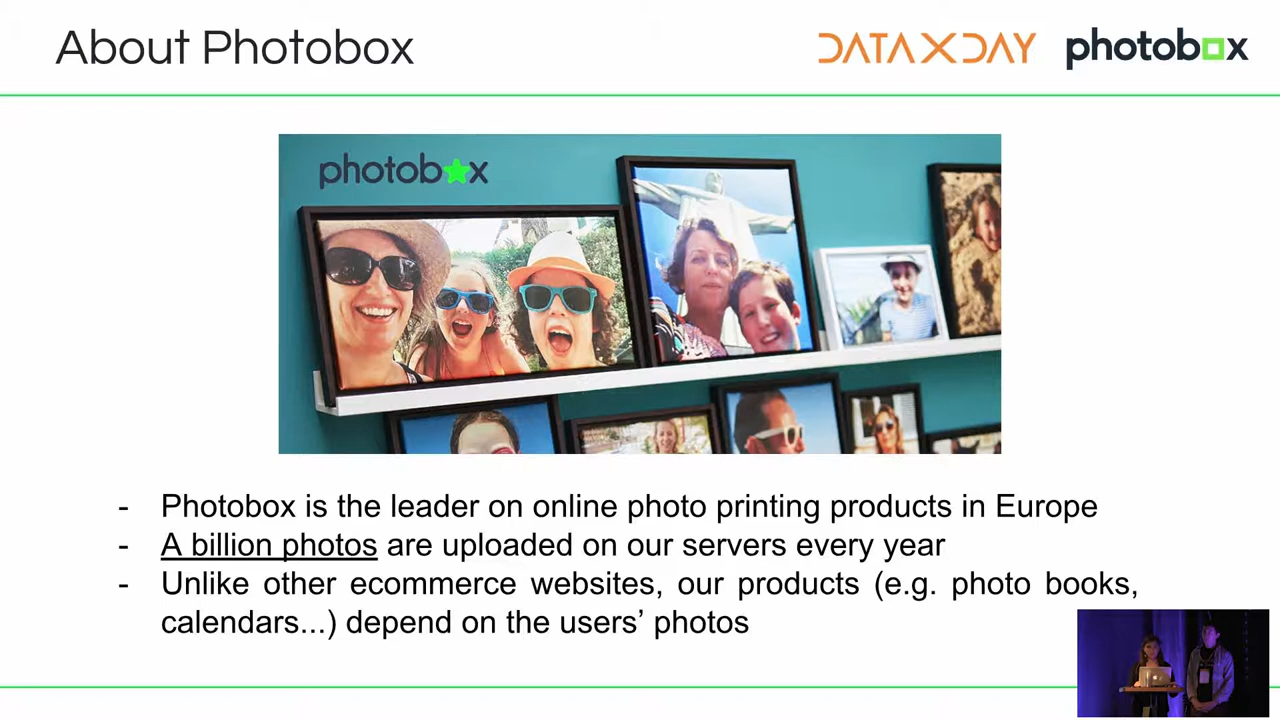 About Photobox
DATAXDAY
photobox
photobox
- Photobox is the leader on online photo printing products in Europe
- A billion photos are uploaded on our servers every year
- Unlike other ecommerce websites, our products (e.g. photo books,
calendars...) depend on the users’ photos